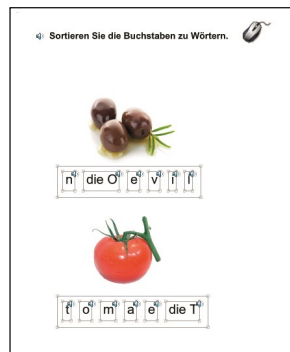 Sortieren Sie die Buchstaben zu Wörtern.
n die O e v i l
t o m a e die T